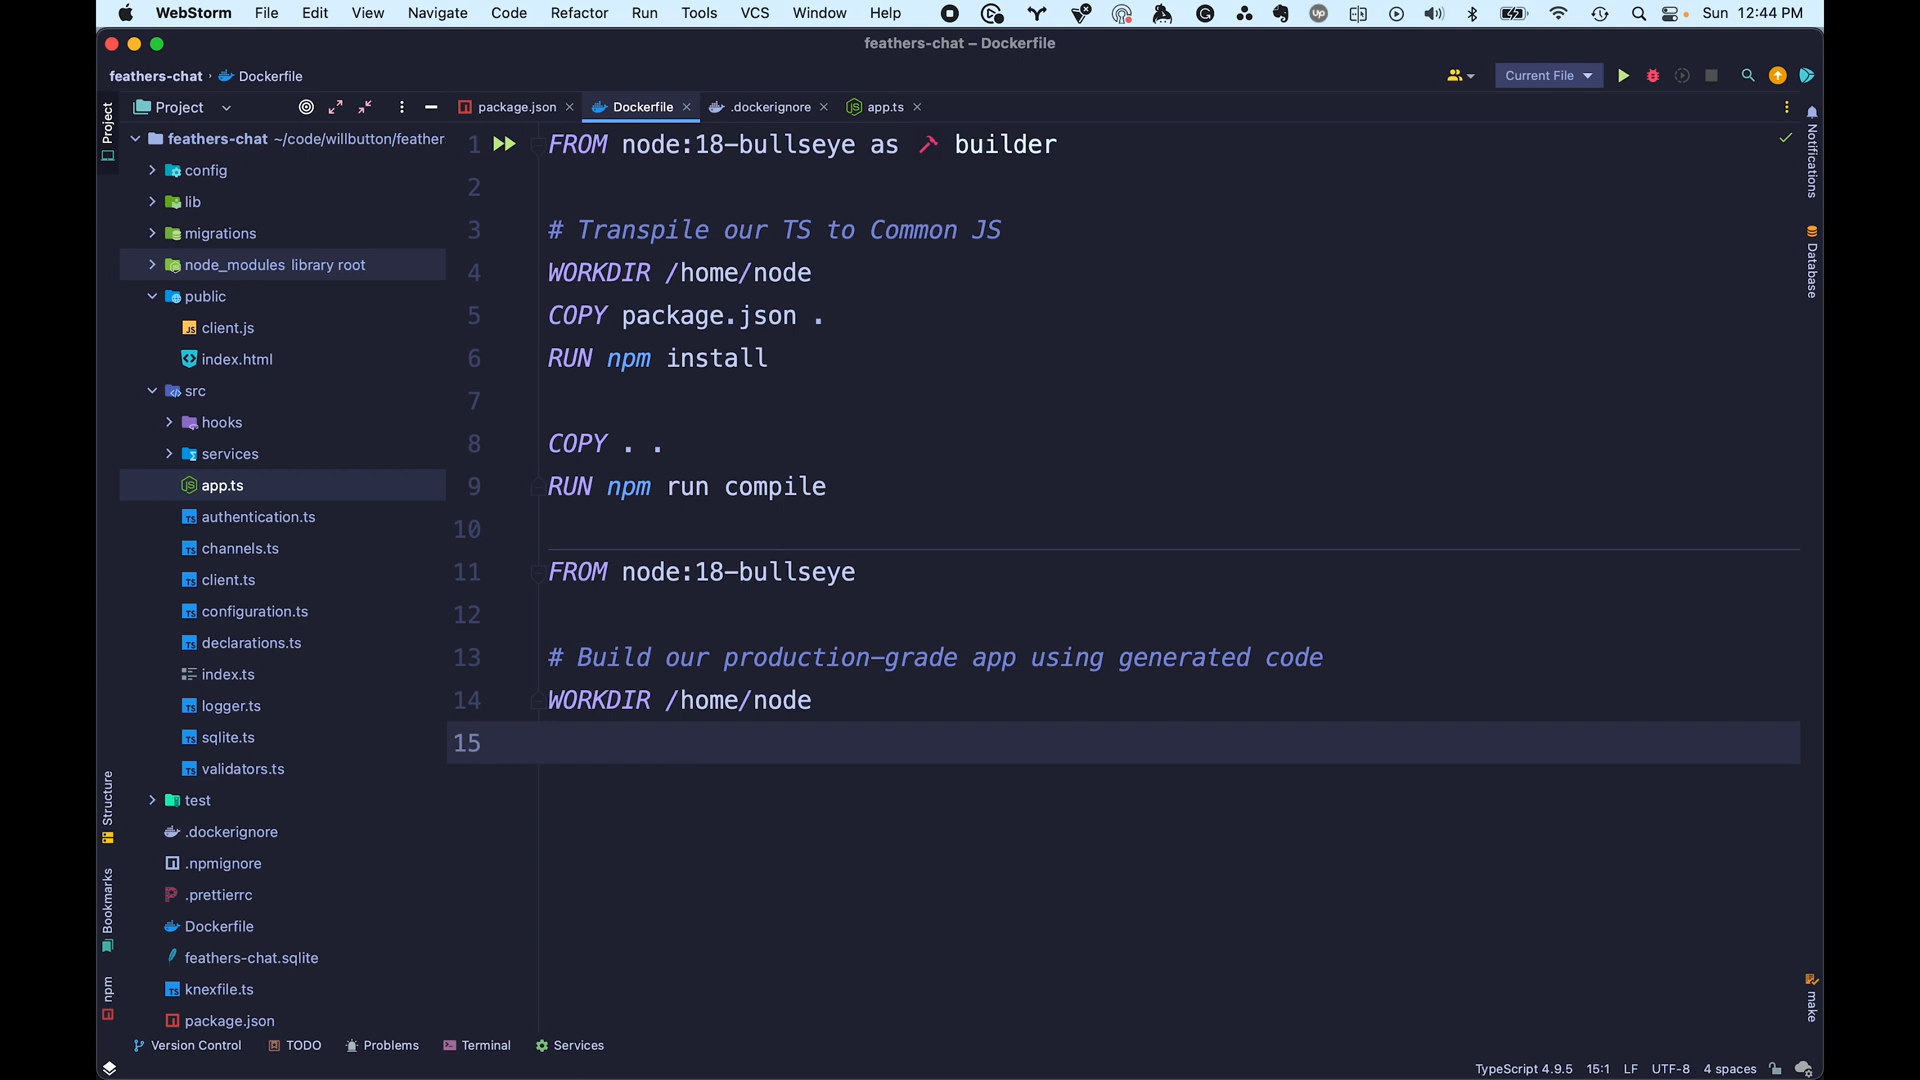 WebStorm File Edit View Navigate Code Refactor Run Tools VCS Window Help Sun 12:44 PM
feathers-chat – Dockerfile
feathers-chat › Dockerfile Current File
Project package.json Dockerfile .dockerignore app.ts
Project
Notifications
Database
Structure
Bookmarks
npm
make
feathers-chat ~/code/willbutton/feather
config
lib
migrations
node_modules library root
public
client.js
index.html
src
hooks
services
app.ts
authentication.ts
channels.ts
client.ts
configuration.ts
declarations.ts
index.ts
logger.ts
sqlite.ts
validators.ts
test
.dockerignore
.npmignore
.prettierrc
Dockerfile
feathers-chat.sqlite
knexfile.ts
package.json
1 FROM node:18-bullseye as builder
2
3 # Transpile our TS to Common JS
4 WORKDIR /home/node
5 COPY package.json .
6 RUN npm install
7
8 COPY . .
9 RUN npm run compile
10
11 FROM node:18-bullseye
12
13 # Build our production-grade app using generated code
14 WORKDIR /home/node
15
Version Control TODO Problems Terminal Services
TypeScript 4.9.5 15:1 LF UTF-8 4 spaces